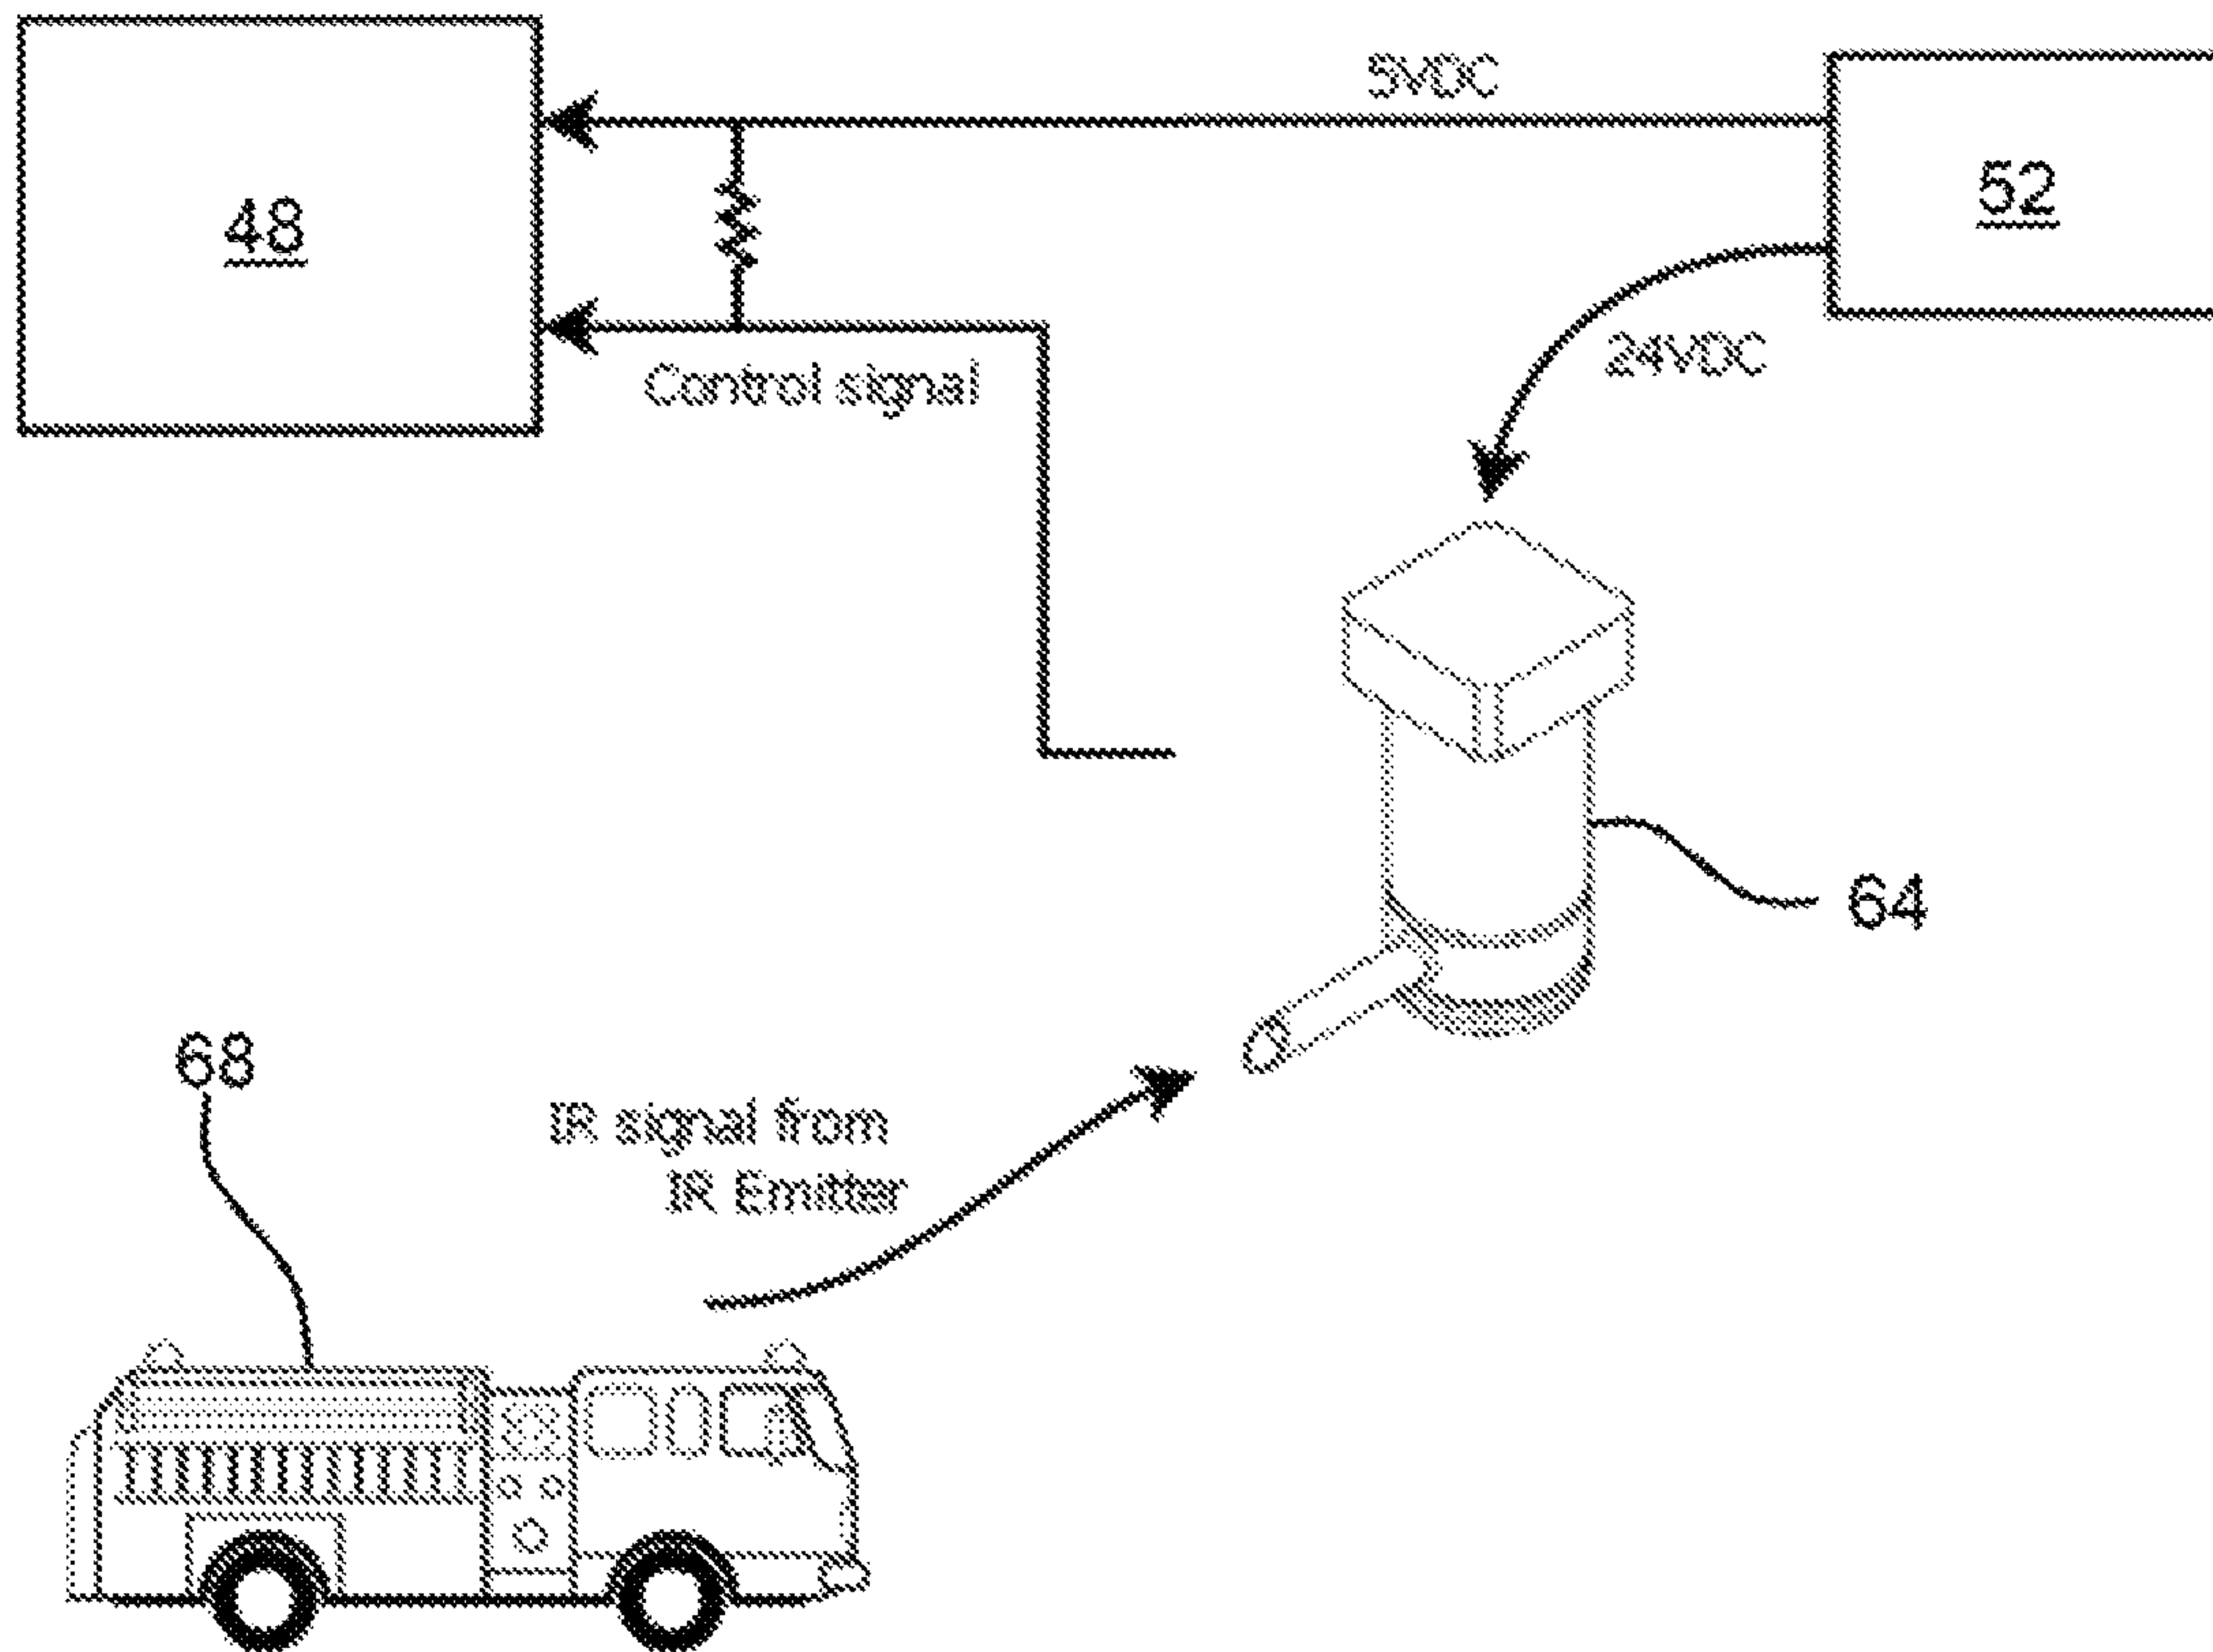 5VDC
48
52
24VDC
Control signal
64
68
IR signal from
IR Emitter